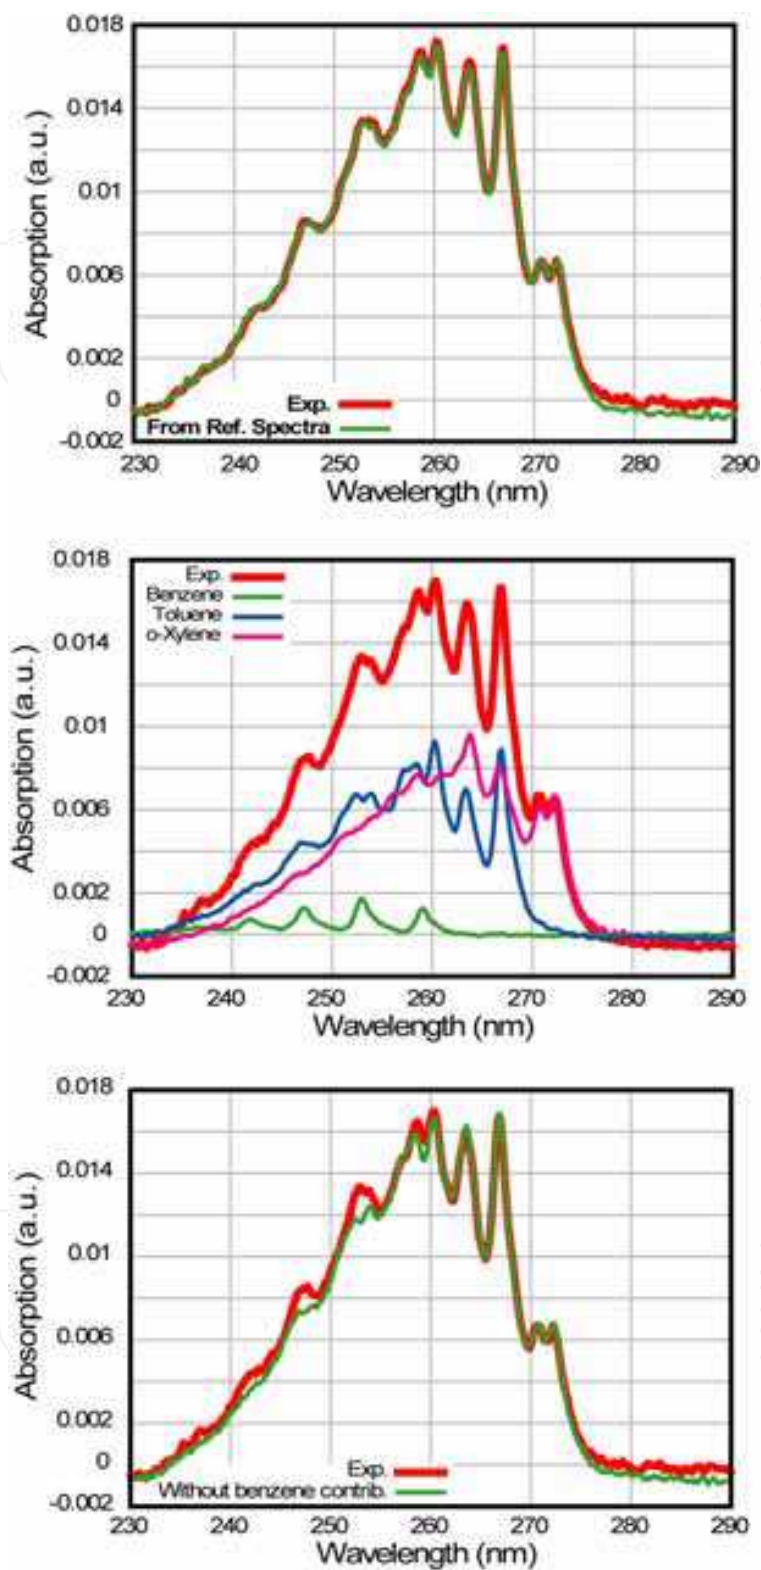 0.018
0.014
0.01
0.006
0.002
0
-0.002
Absorption (a.u.)
Exp.
From Ref. Spectra
230 240 250 260 270 280 290
Wavelength (nm)
0.018
0.014
0.01
0.006
0.002
0
-0.002
Absorption (a.u.)
Exp.
Benzene
Toluene
o-Xylene
230 240 250 260 270 280 290
Wavelength (nm)
0.018
0.014
0.01
0.006
0.002
0
-0.002
Absorption (a.u.)
Exp.
Without benzene contrib.
230 240 250 260 270 280 290
Wavelength (nm)